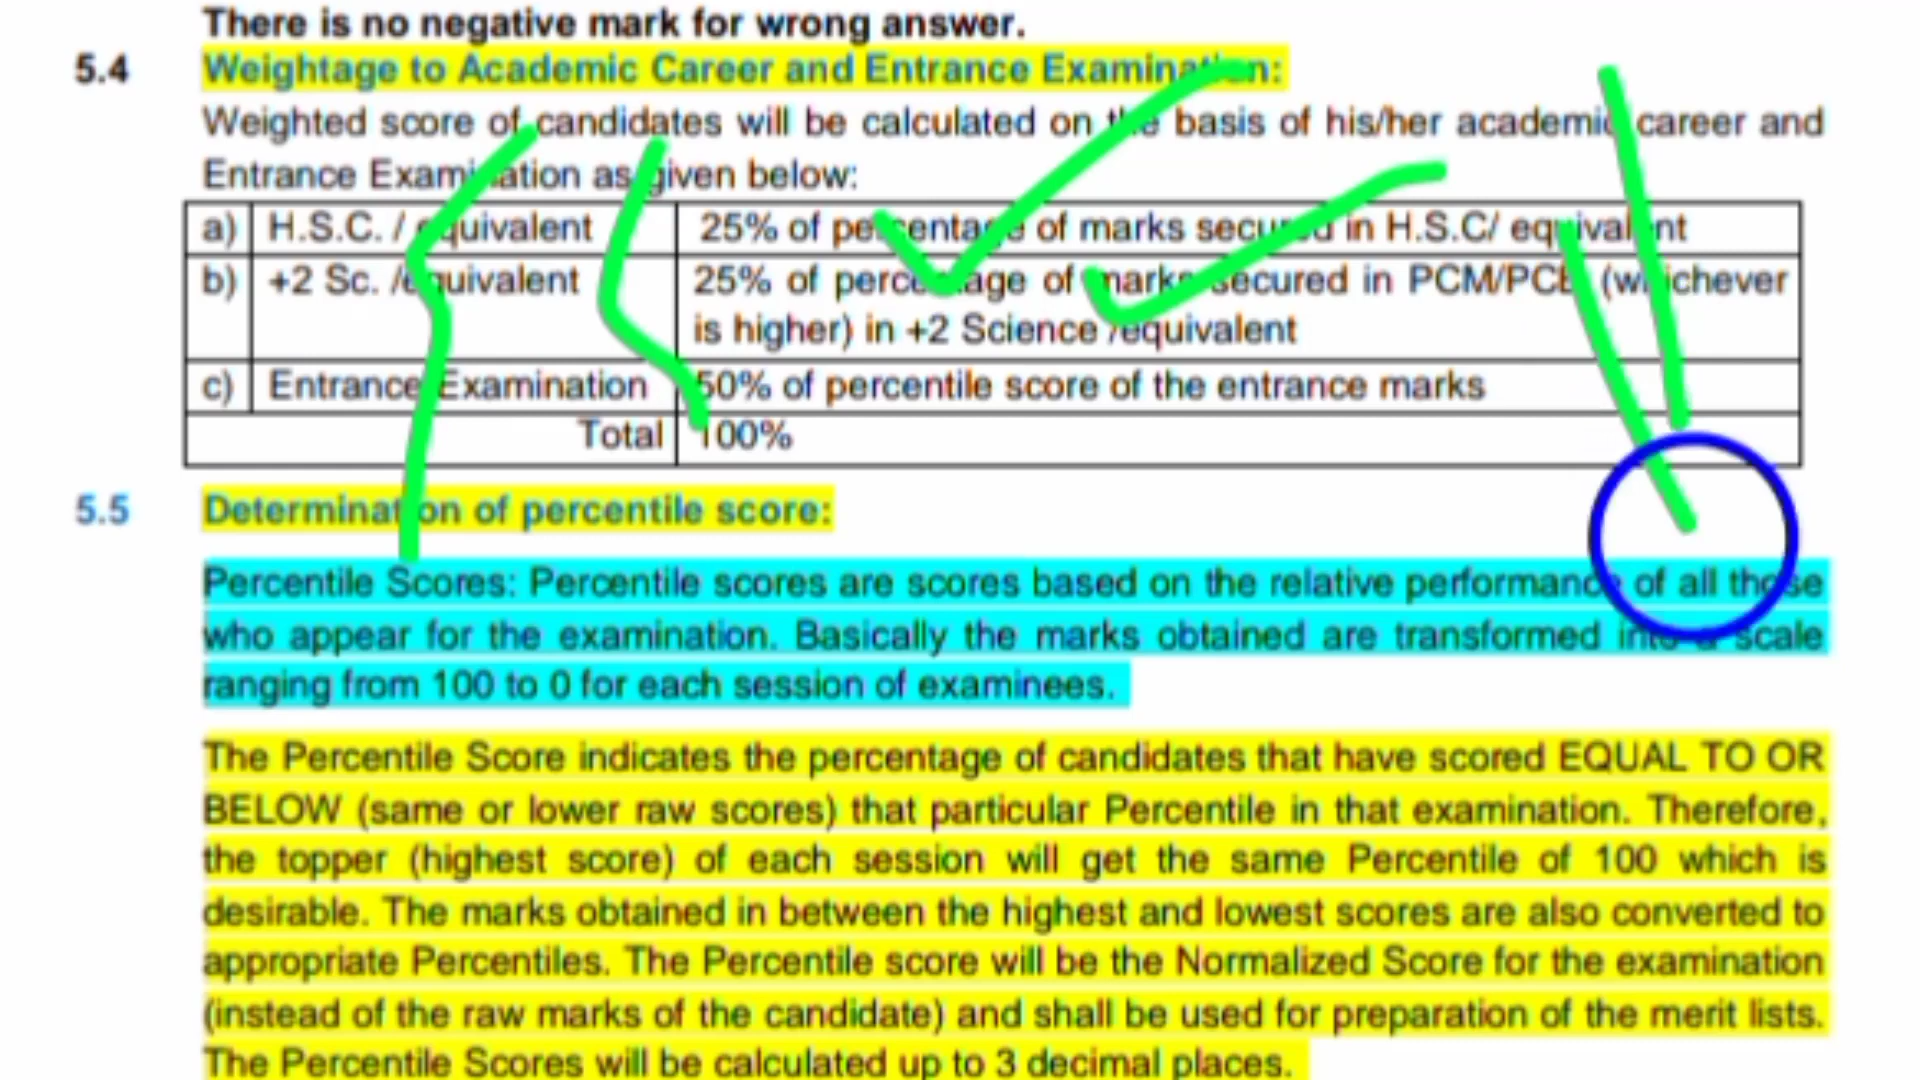 There is no negative mark for wrong answer.
5.4 Weightage to Academic Career and Entrance Examination:
Weighted score of candidates will be calculated on the basis of his/her academic career and
Entrance Examination as given below:
a) H.S.C. / equivalent 25% of percentage of marks secured in H.S.C/ equivalent
b) +2 Sc. /equivalent 25% of percentage of marks secured in PCM/PCB (whichever
is higher) in +2 Science /equivalent
c) Entrance Examination 50% of percentile score of the entrance marks
Total 100%
5.5 Determination of percentile score:
Percentile Scores: Percentile scores are scores based on the relative performance of all those
who appear for the examination. Basically the marks obtained are transformed into a scale
ranging from 100 to 0 for each session of examinees.
The Percentile Score indicates the percentage of candidates that have scored EQUAL TO OR
BELOW (same or lower raw scores) that particular Percentile in that examination. Therefore,
the topper (highest score) of each session will get the same Percentile of 100 which is
desirable. The marks obtained in between the highest and lowest scores are also converted to
appropriate Percentiles. The Percentile score will be the Normalized Score for the examination
(instead of the raw marks of the candidate) and shall be used for preparation of the merit lists.
The Percentile Scores will be calculated up to 3 decimal places.